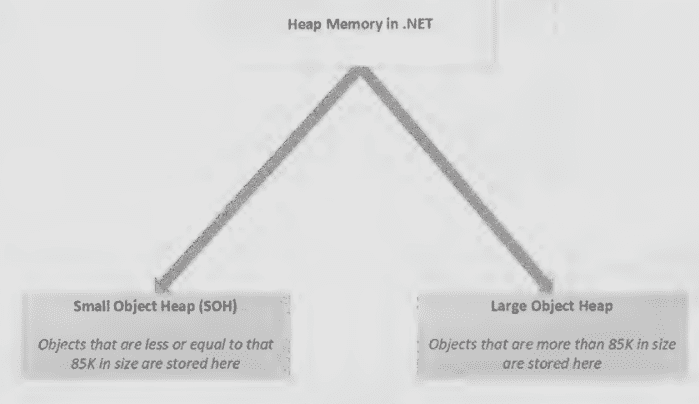 Heap Memory in .NET
Small Object Heap (SOH)
Objects that are less or equal to that
85K in size are stored here
Large Object Heap
Objects that are more than 85K in size
are stored here